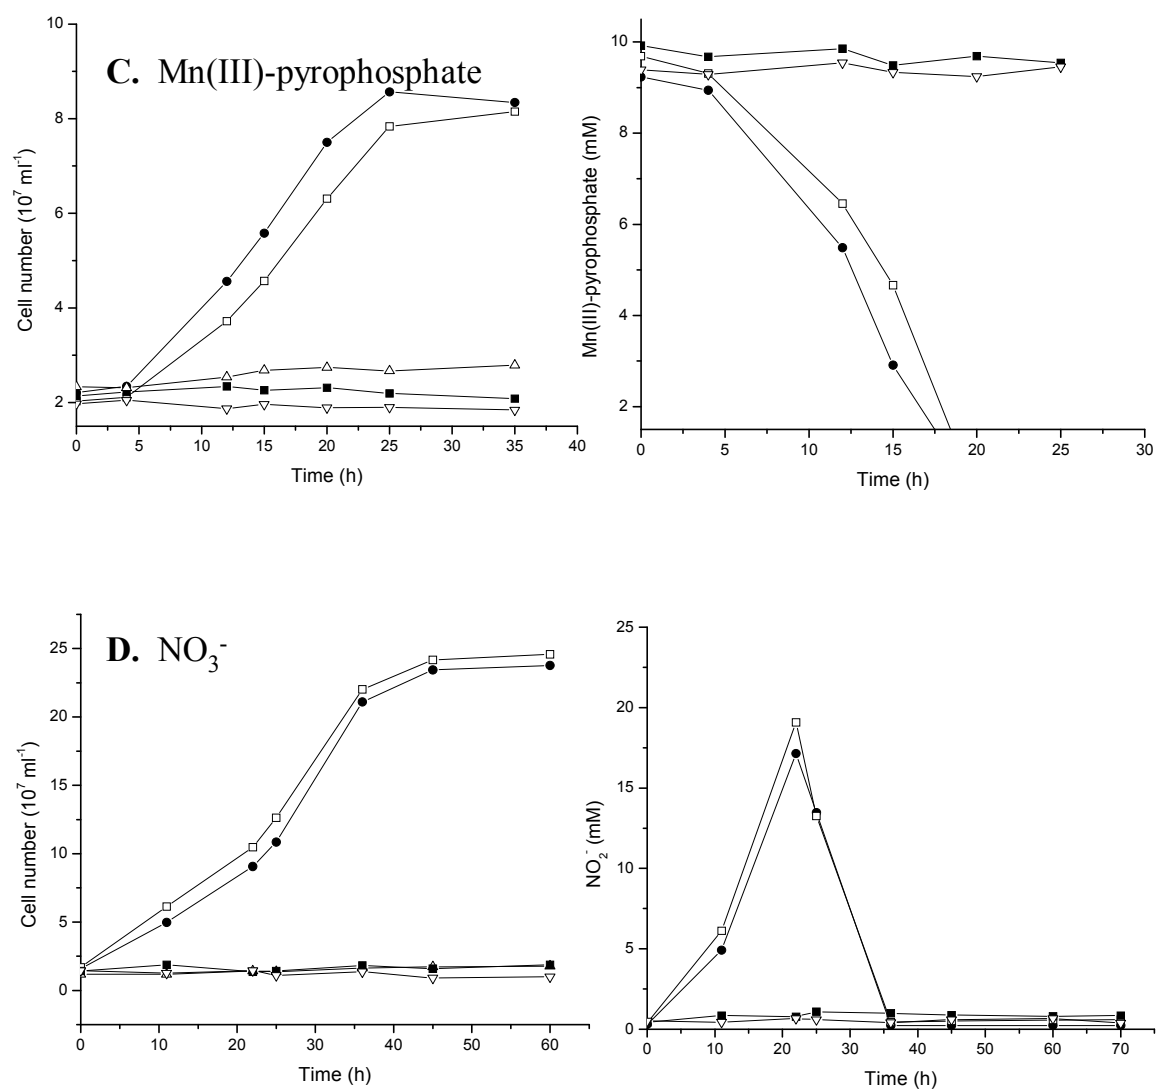 C. Mn(III)-pyrophosphate
Cell number (10⁷ ml⁻¹)
10
8
6
4
2
0 5 10 15 20 25 30 35 40
Time (h)
Mn(III)-pyrophosphate (mM)
10
8
6
4
2
0 5 10 15 20 25 30
Time (h)
D. NO₃⁻
Cell number (10⁷ ml⁻¹)
25
20
15
10
5
0
0 10 20 30 40 50 60
Time (h)
NO₂⁻ (mM)
25
20
15
10
5
0
0 10 20 30 40 50 60 70
Time (h)